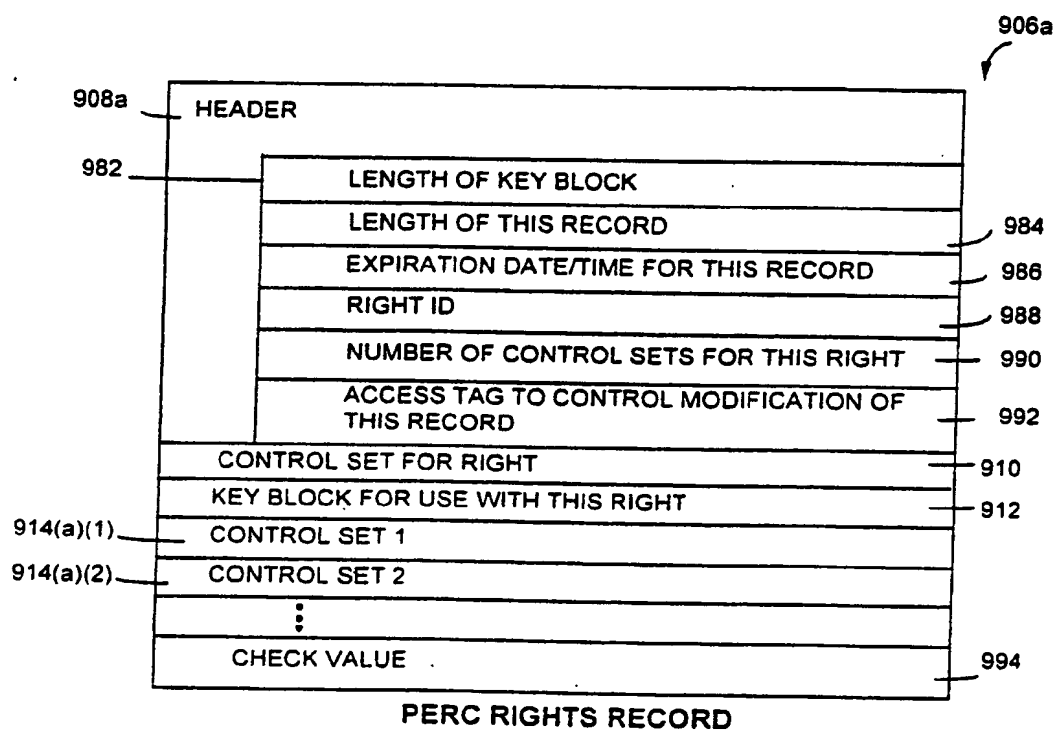 906a
908a
HEADER
982
LENGTH OF KEY BLOCK
LENGTH OF THIS RECORD
984
EXPIRATION DATE/TIME FOR THIS RECORD
986
RIGHT ID
988
NUMBER OF CONTROL SETS FOR THIS RIGHT
990
ACCESS TAG TO CONTROL MODIFICATION OF
THIS RECORD
992
CONTROL SET FOR RIGHT
910
KEY BLOCK FOR USE WITH THIS RIGHT
912
914(a)(1)
CONTROL SET 1
914(a)(2)
CONTROL SET 2
CHECK VALUE
994
PERC RIGHTS RECORD